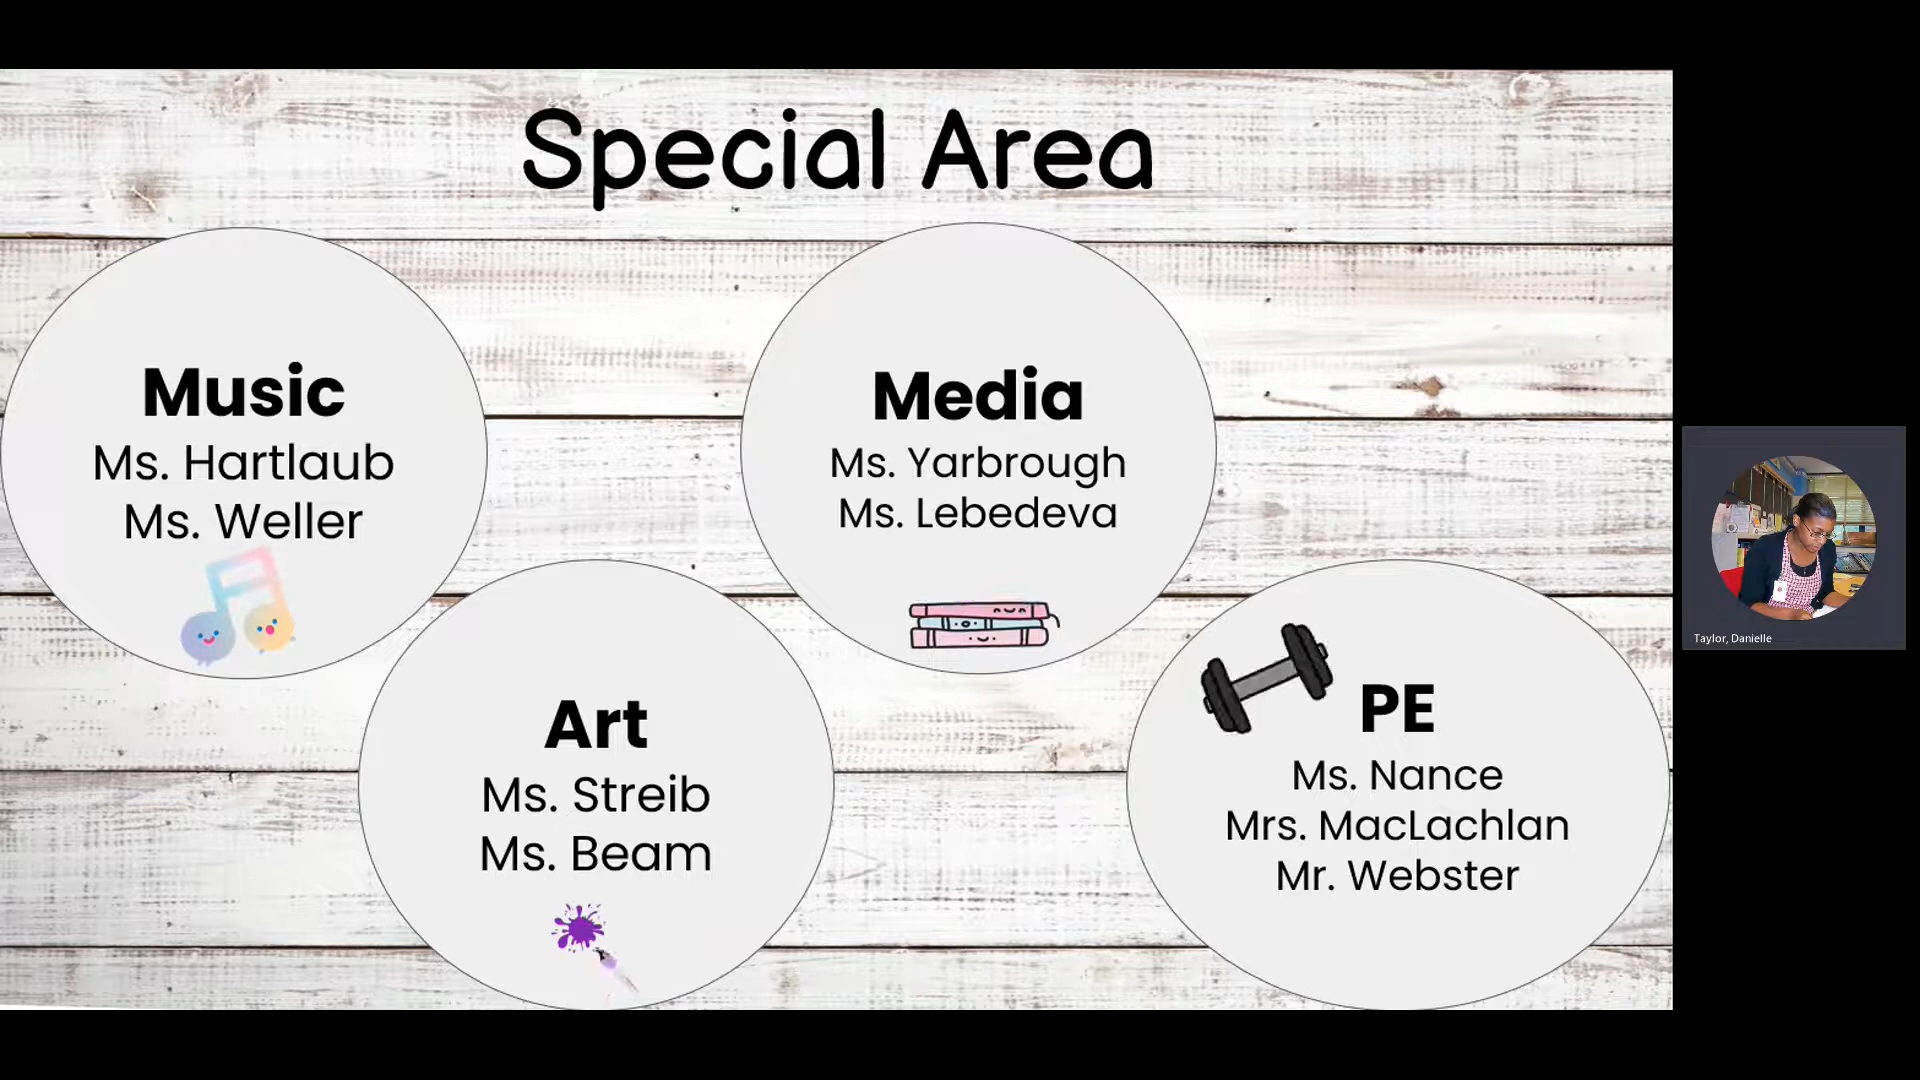 Special Area
Music
Ms. Hartlaub
Ms. Weller
Media
Ms. Yarbrough
Ms. Lebedeva
Art
Ms. Streib
Ms. Beam
PE
Ms. Nance
Mrs. MacLachlan
Mr. Webster
Taylor, Danielle